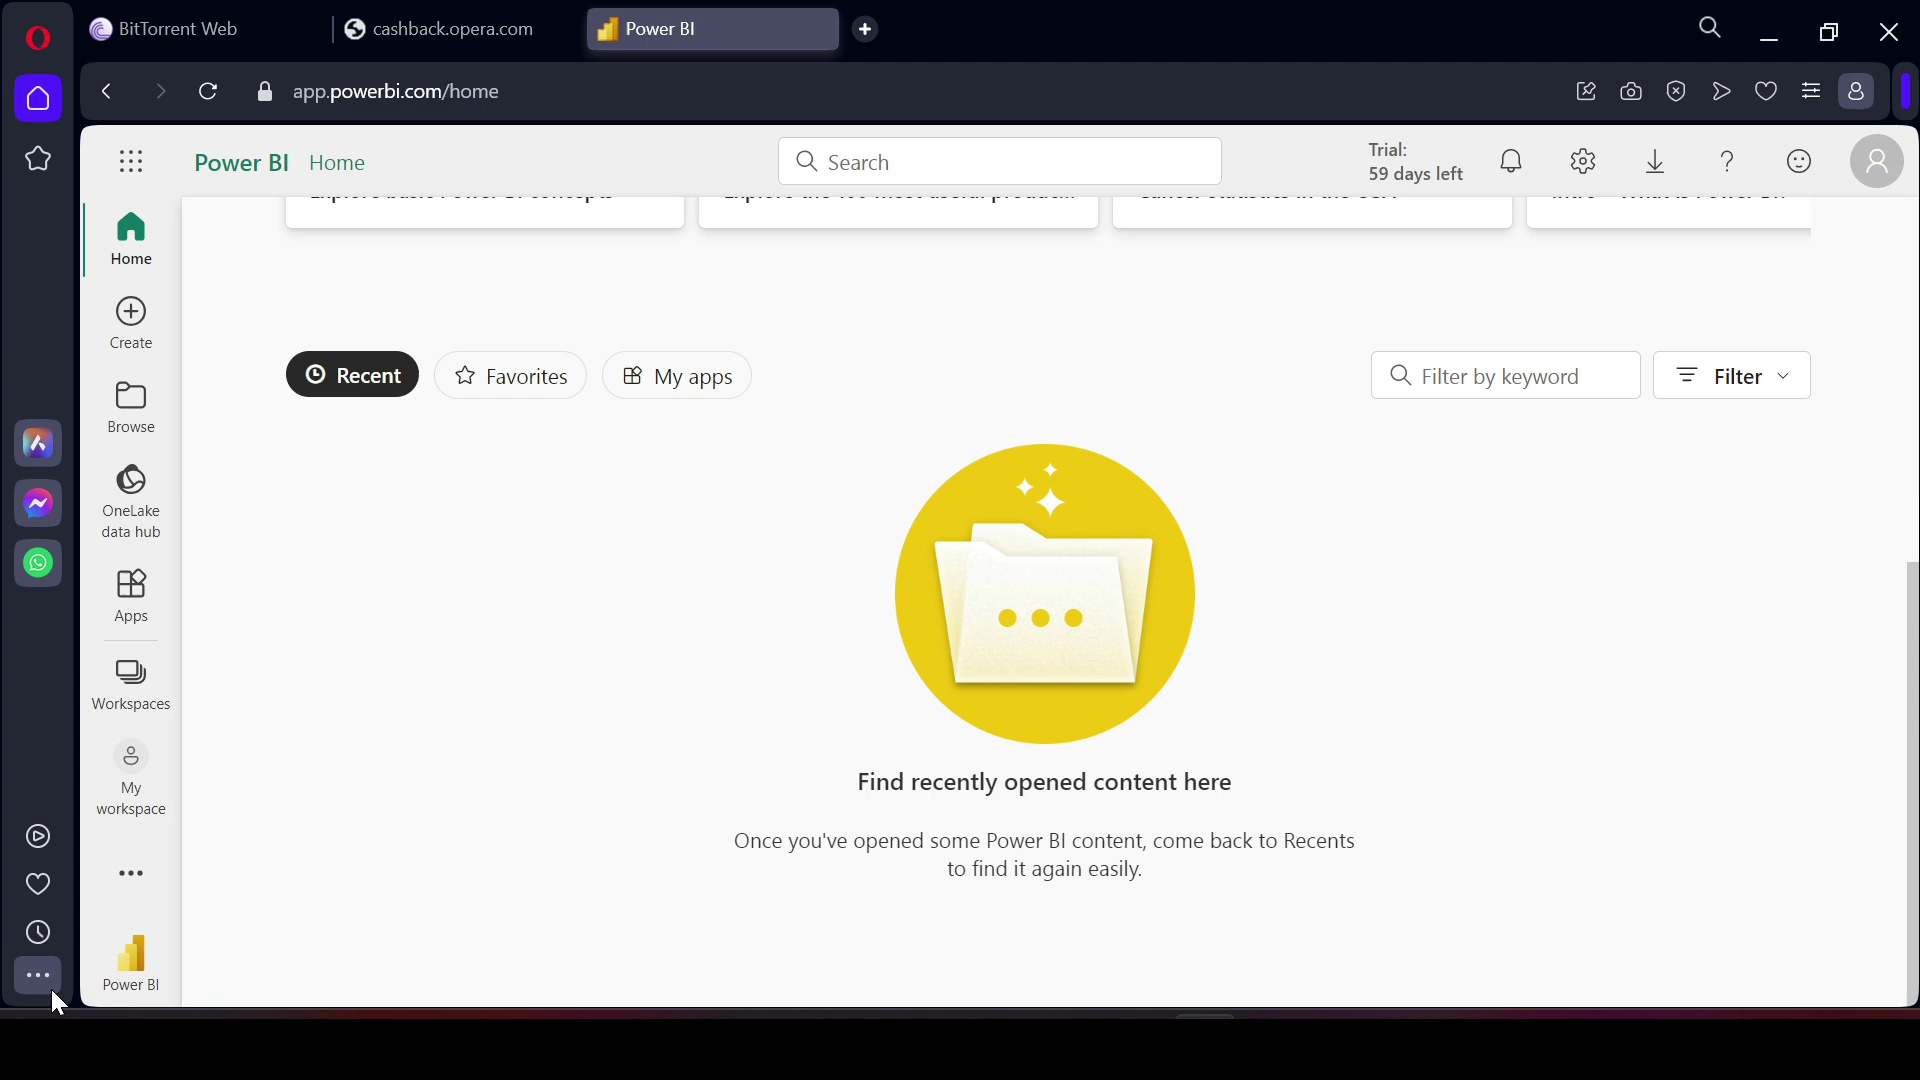 BitTorrent Web
cashback.opera.com
Power BI
app.powerbi.com/home
Power BI Home
Search
Trial:
59 days left
Home
Create
Browse
OneLake
data hub
Apps
Workspaces
My
workspace
Power BI
Recent
Favorites
My apps
Filter by keyword
Filter
Find recently opened content here
Once you've opened some Power BI content, come back to Recents
to find it again easily.